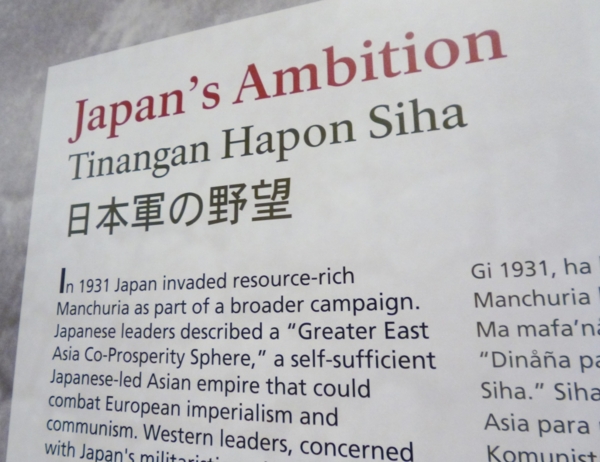 Japan's Ambition
Tinangan Hapon Siha
日本軍の野望
In 1931 Japan invaded resource-rich
Manchuria as part of a broader campaign.
Japanese leaders described a “Greater East
Asia Co-Prosperity Sphere,” a self-sufficient
Japanese-led Asian empire that could
combat European imperialism and
communism. Western leaders, concerned
with Japan's
Gi 1931, ha
Manchuria
Ma
“Dinåña
Siha.” Siha
Asia para